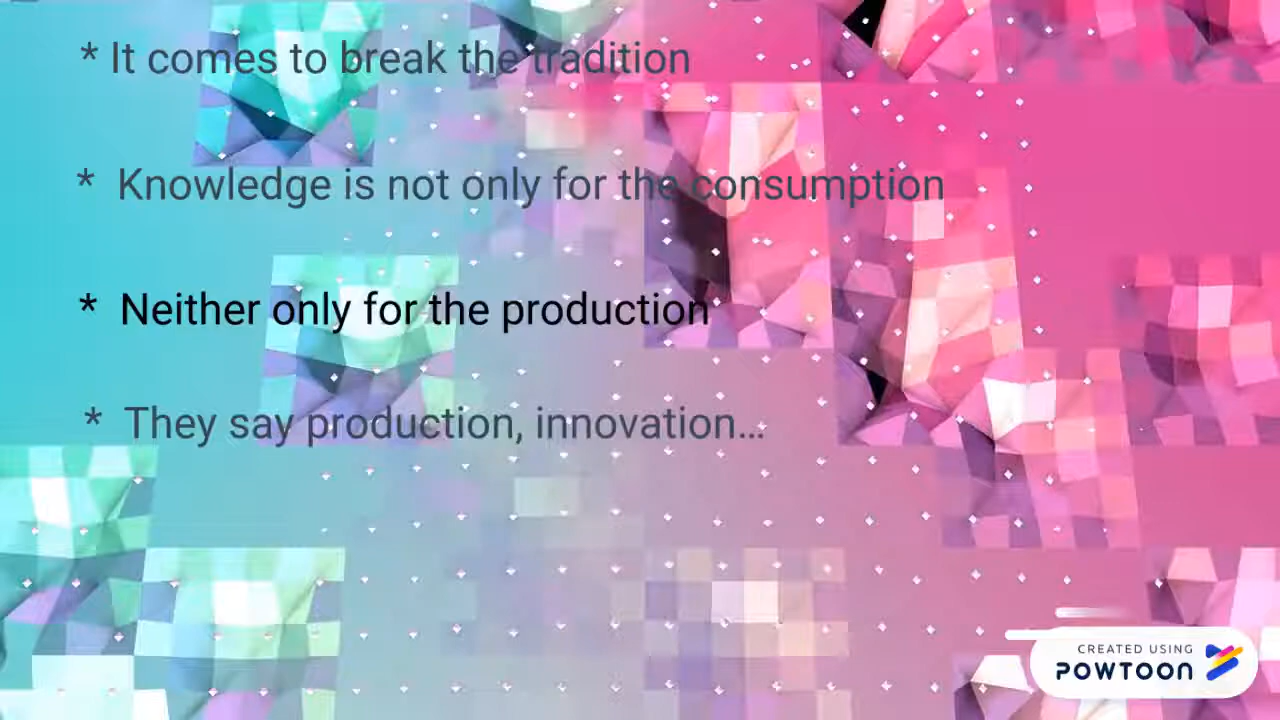 * It comes to break the tradition
* Knowledge is not only for the consumption
* Neither only for the production
* They say production, innovation...
CREATED USING
POWTOON